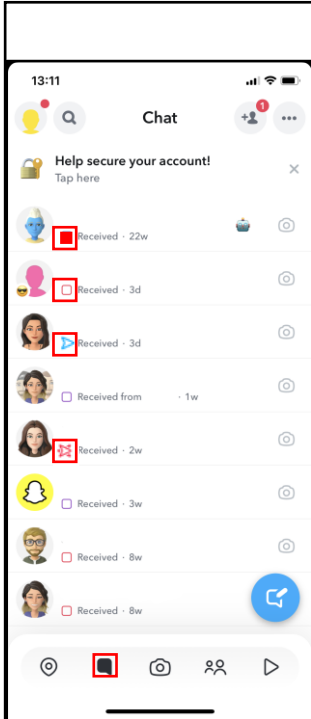 13:11
Chat
1
Help secure your account!
Tap here
Received · 22w
Received · 3d
Received · 3d
Received from · 1w
Received · 2w
Received · 3w
Received · 8w
Received · 8w